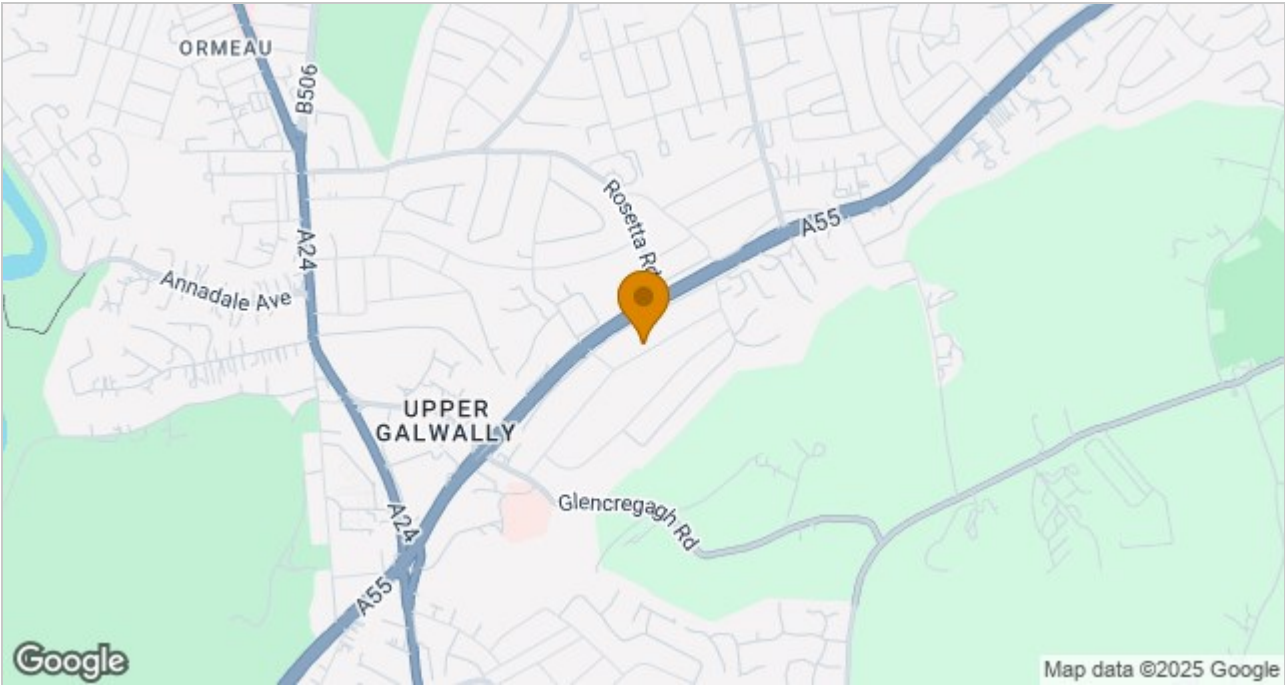 ORMEAU
B506
Rosetta Rd
A55
A24
Annadale Ave
UPPER
GALWALLY
Glencregagh Rd
A24
A55
Google
Map data ©2025 Google